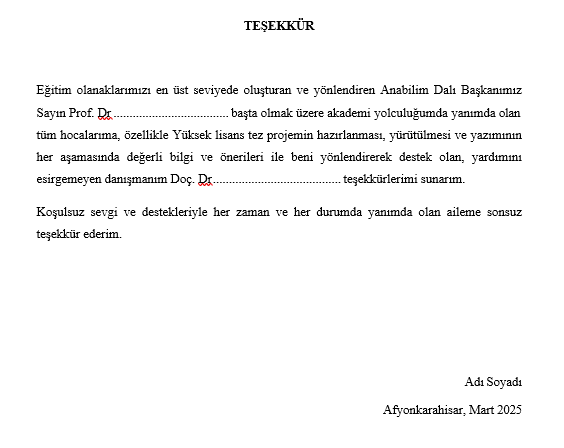 TEŞEKKÜR
Eğitim olanaklarımızı en üst seviyede oluşturan ve yönlendiren Anabilim Dalı Başkanımız
Sayın Prof. Dr.................................... başta olmak üzere akademi yolculuğumda yanımda olan
tüm hocalarıma, özellikle Yüksek lisans tez projemin hazırlanması, yürütülmesi ve yazımının
her aşamasında değerli bilgi ve önerileri ile beni yönlendirerek destek olan, yardımını
esirgemeyen danışmanım Doç. Dr........................................ teşekkürlerimi sunarım.
Koşulsuz sevgi ve destekleriyle her zaman ve her durumda yanımda olan aileme sonsuz
teşekkür ederim.
Adı Soyadı
Afyonkarahisar, Mart 2025